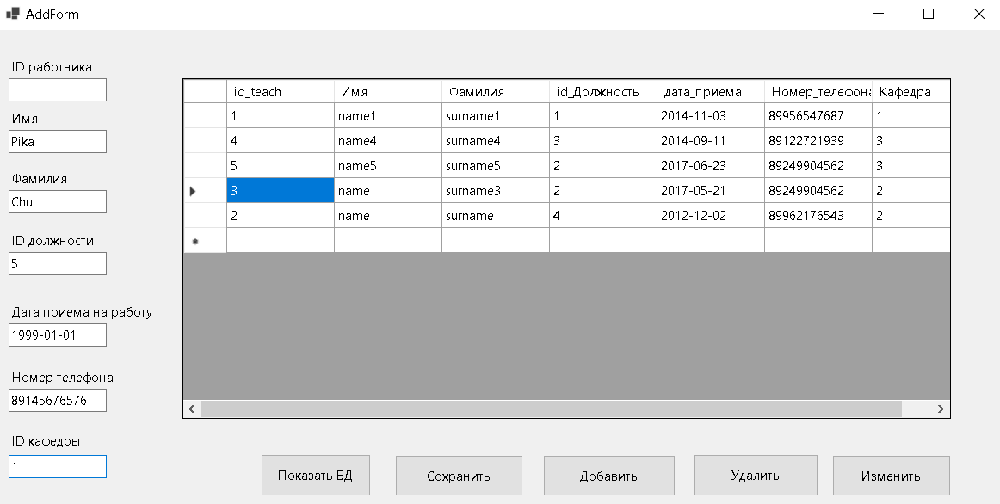 AddForm
ID работника
Имя
Pika
Фамилия
Chu
ID должности
5
Дата приема на работу
1999-01-01
Номер телефона
89145676576
ID кафедры
1
id_teach Имя Фамилия id_Должность дата_приема Номер_телефона Кафедра
1 name1 surname1 1 2014-11-03 89956547687 1
4 name4 surname4 3 2014-09-11 89122721939 3
5 name5 surname5 2 2017-06-23 89249904562 3
3 name surname3 2 2017-05-21 89249904562 2
2 name surname 4 2012-12-02 89962176543 2
Показать БД Сохранить Добавить Удалить Изменить